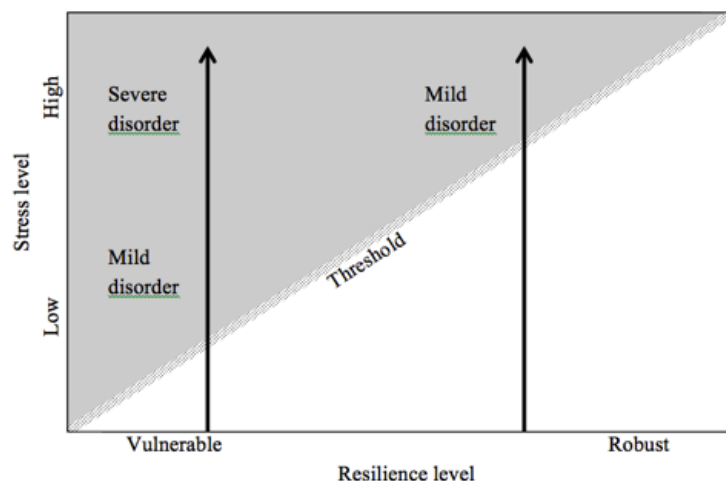 High
Severe
disorder
Mild
disorder
Stress level
Threshold
Mild
disorder
Low
Vulnerable
Robust
Resilience level